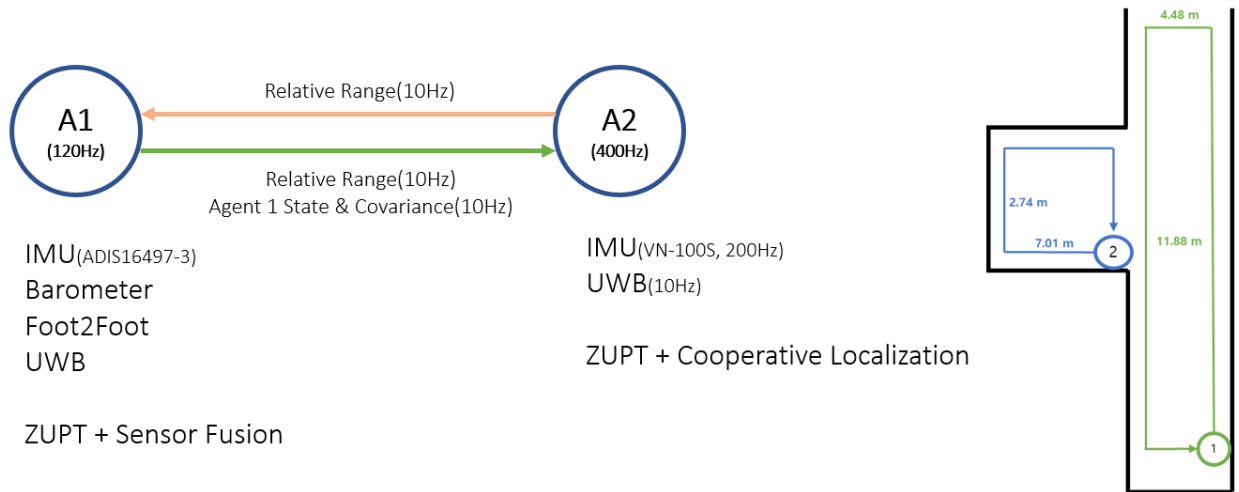 A1
(120Hz)
Relative Range(10Hz)
Relative Range(10Hz)
Agent 1 State & Covariance(10Hz)
A2
(400Hz)
IMU(ADIS16497-3)
Barometer
Foot2Foot
UWB
ZUPT + Sensor Fusion
IMU(VN-100S, 200Hz)
UWB(10Hz)
ZUPT + Cooperative Localization
4.48 m
2.74 m
7.01 m
2
11.88 m
1